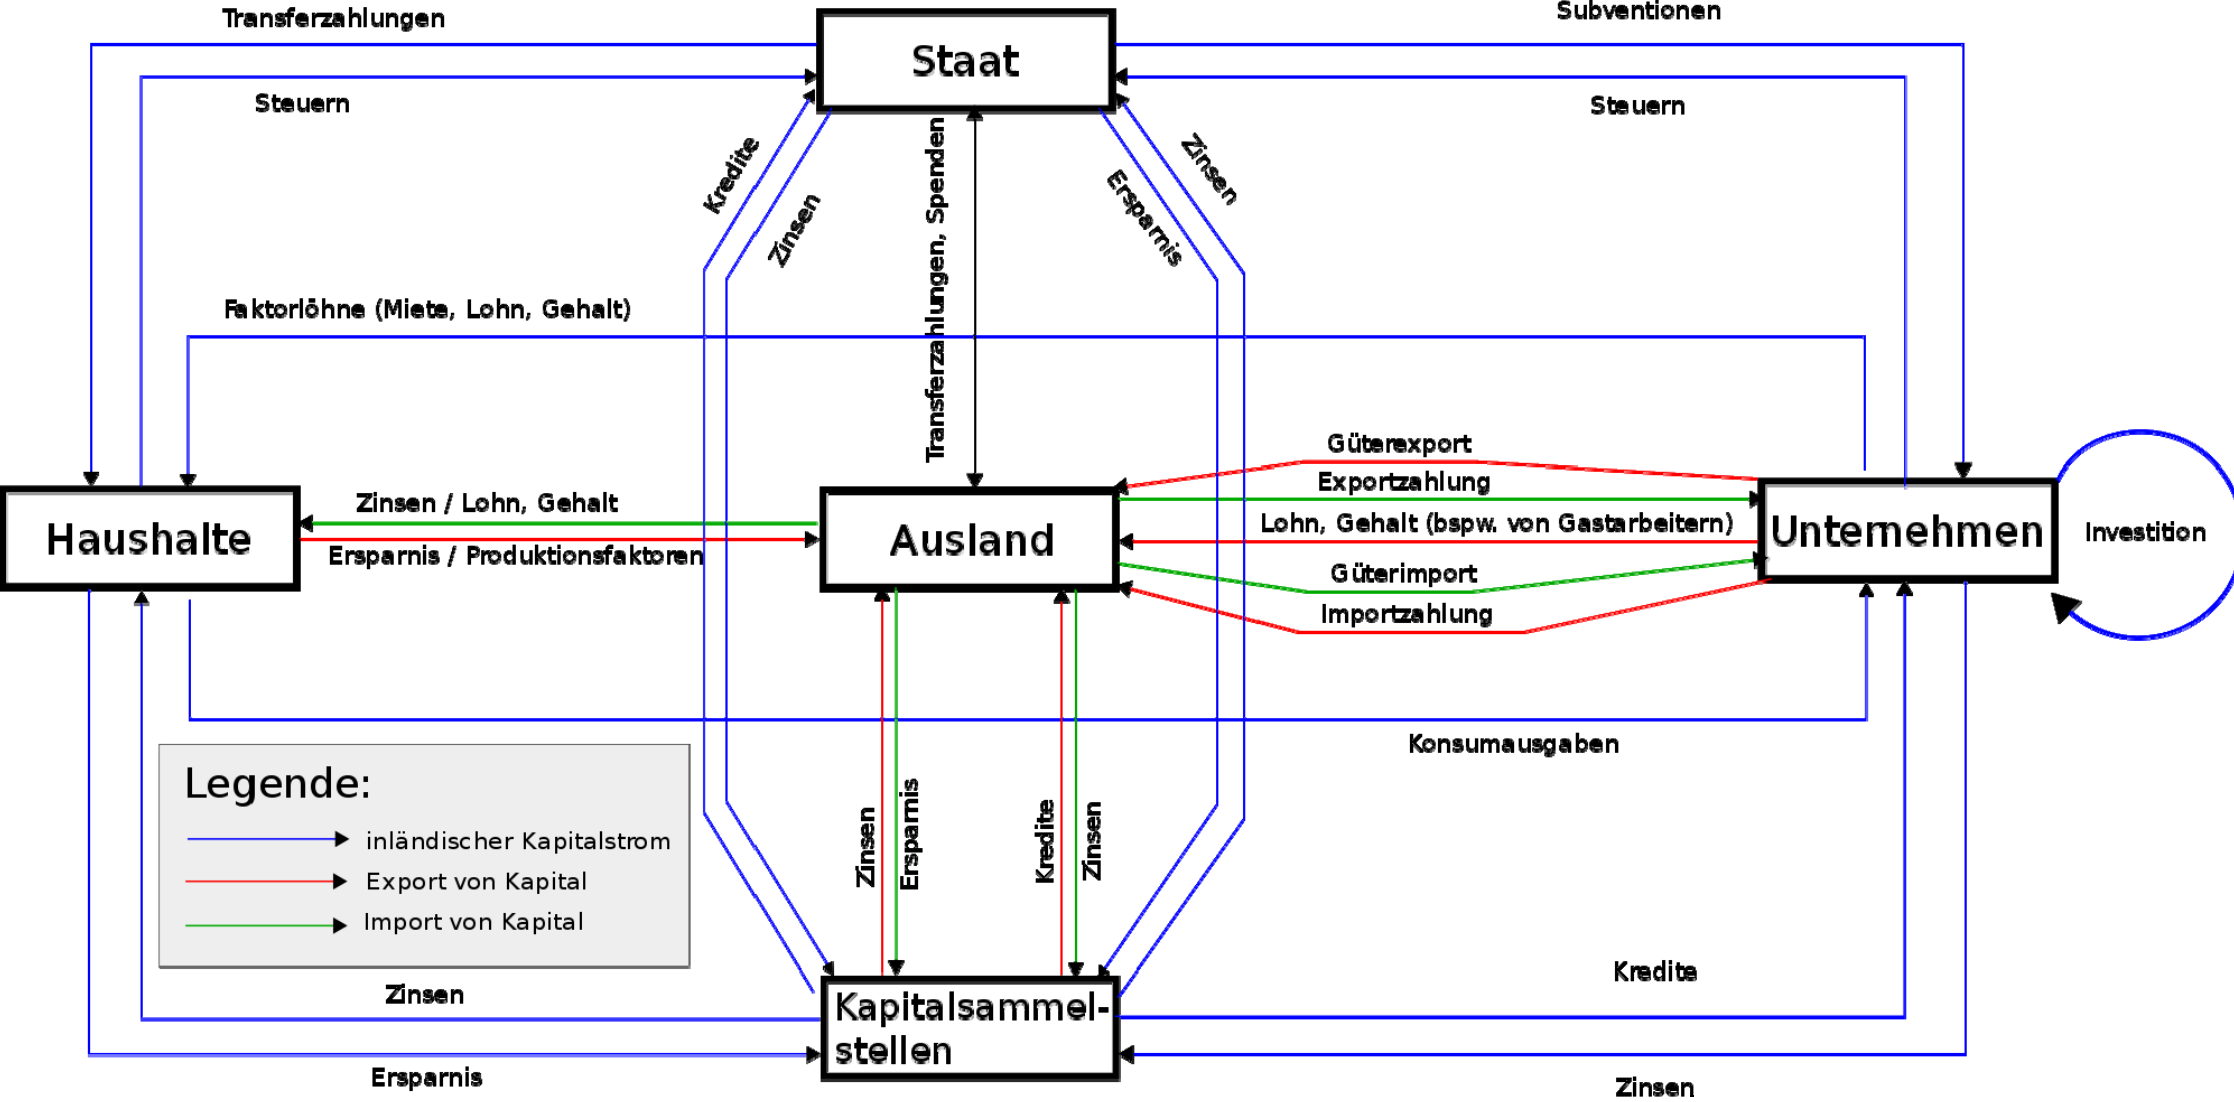 Transferzahlungen
Subventionen
Staat
Steuern
Steuern
Kredite
Zinsen
Transferzahlungen, Spenden
Ersparnis
Zinsen
Faktorlöhne (Miete, Lohn, Gehalt)
Güterexport
Exportzahlung
Zinsen / Lohn, Gehalt
Lohn, Gehalt (bspw. von Gastarbeitern)
Haushalte
Ausland
Unternehmen
Investition
Ersparnis / Produktionsfaktoren
Güterimport
Importzahlung
Konsumausgaben
Legende:
inländischer Kapitalstrom
Export von Kapital
Import von Kapital
Zinsen
Ersparnis
Kredite
Zinsen
Kredite
Zinsen
Kapitalsammel-
stellen
Ersparnis
Zinsen